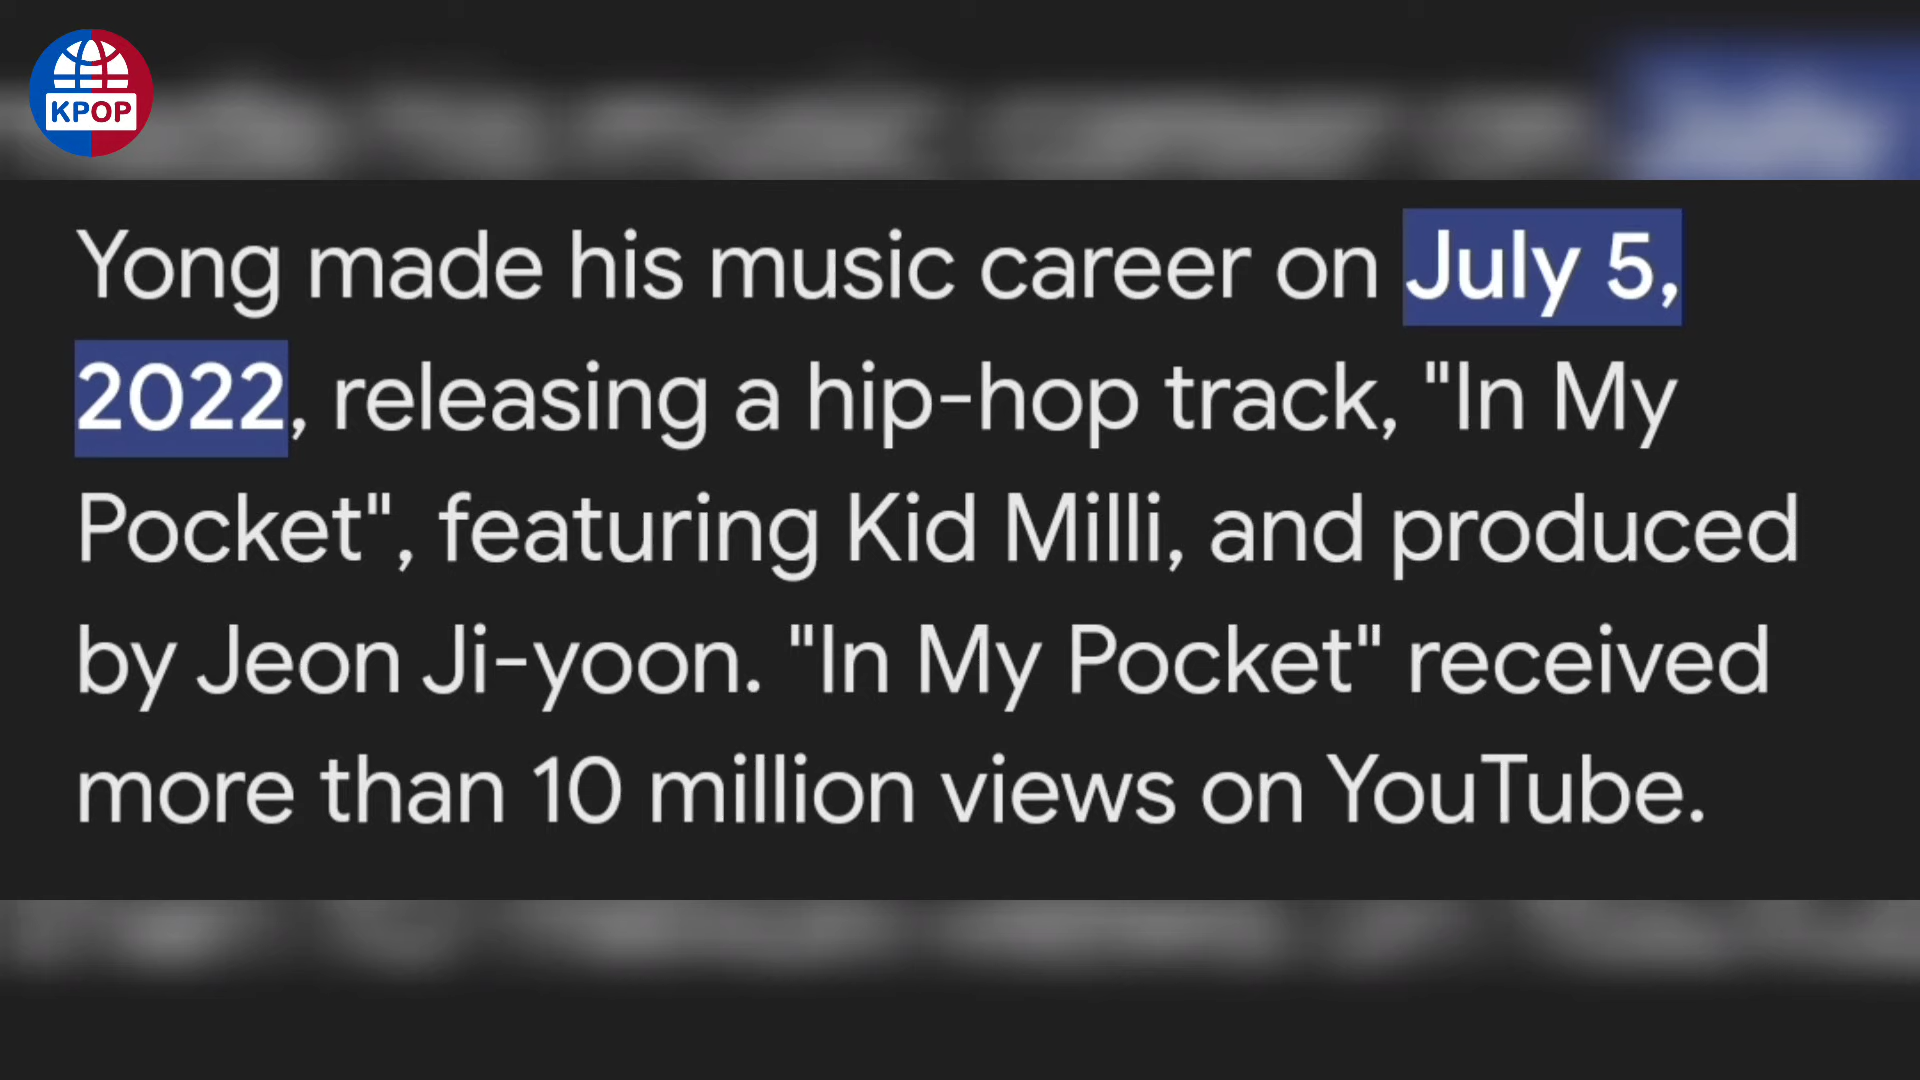 KPOP
Yong made his music career on July 5,
2022, releasing a hip-hop track, "In My
Pocket", featuring Kid Milli, and produced
by Jeon Ji-yoon. "In My Pocket" received
more than 10 million views on YouTube.